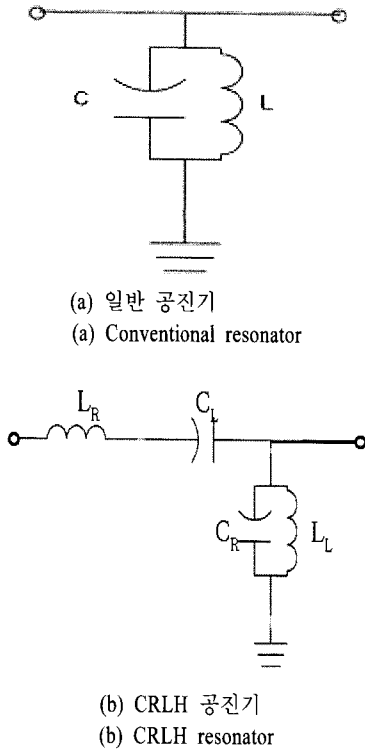 C
L
(a) 일반 공진기
(a) Conventional resonator
L_R
C_L
C_R
L_L
(b) CRLH 공진기
(b) CRLH resonator